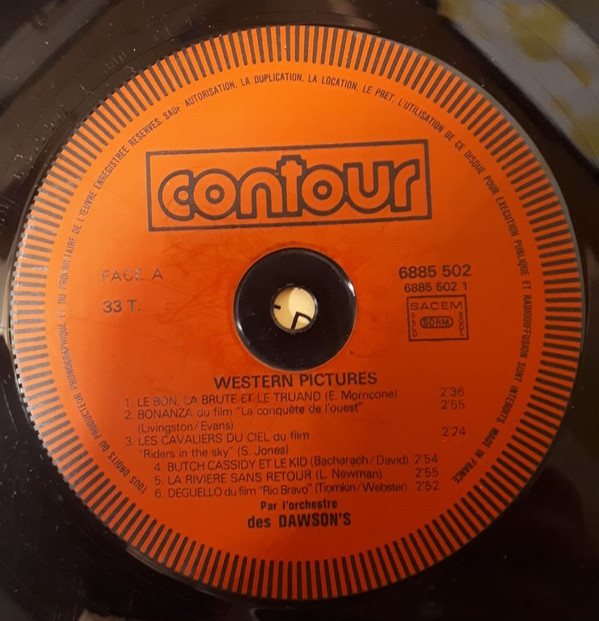 TOUS DROITS DU PRODUCTEUR PHONOGRAPHIQUE ET DU PROPRIETAIRE DE L'ŒUVRE ENREGISTREE RESERVES. SAUF AUTORISATION, LA DUPLICATION, LA LOCATION, LE PRET, L'UTILISATION DE CE DISQUE POUR L'EXECUTION PUBLIQUE ET RADIODIFFUSION SONT INTERDITS. MADE IN FRANCE
contour
FACE A
33 T.
6885 502
6885 502 1
SACEM
SDRM
WESTERN PICTURES
1. LE BON, LA BRUTE ET LE TRUAND (E. Morricone) 2'36
2. BONANZA du film "La conquête de l'ouest" 2'55
(Livingston/Evans)
3. LES CAVALIERS DU CIEL du film 2'24
"Riders in the sky" (S. Jones)
4. BUTCH CASSIDY ET LE KID (Bacharach/David) 2'54
5. LA RIVIERE SANS RETOUR (L. Newman) 2'55
6. DEGUELLO du film "Rio Bravo" (Tiomkin/Webster) 2'52
Par l'orchestre
des DAWSON'S